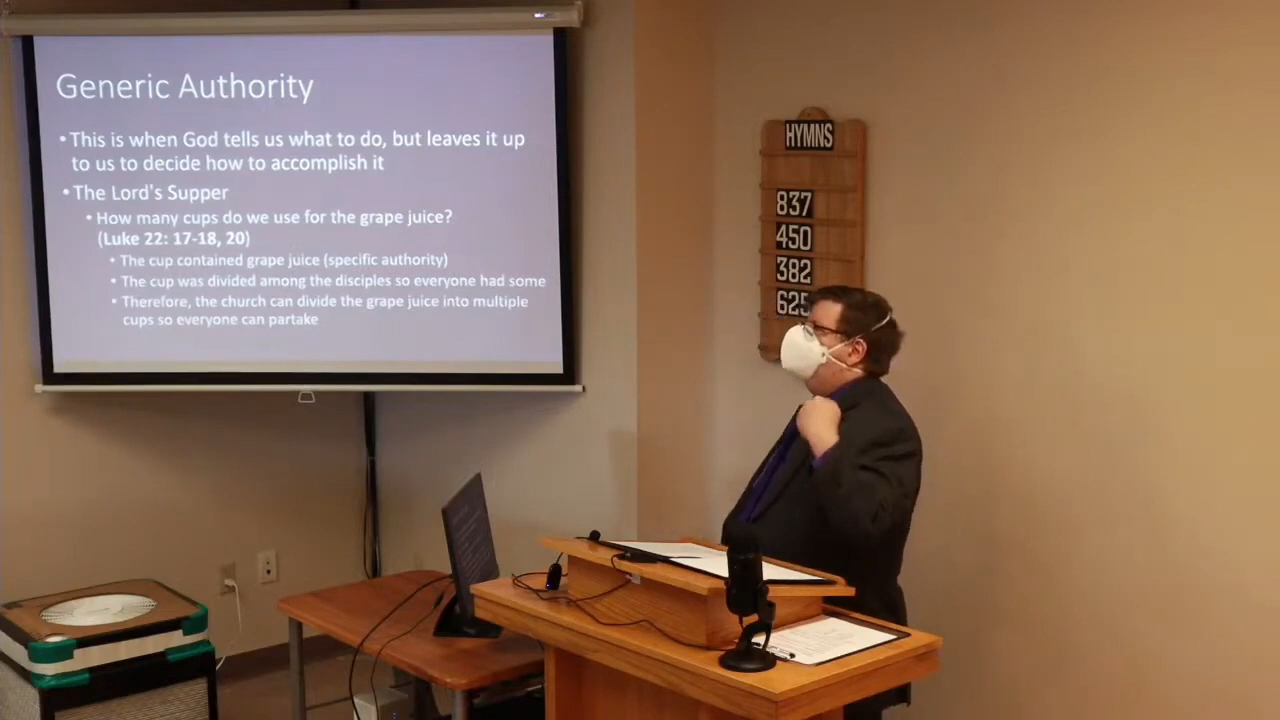 Generic Authority
• This is when God tells us what to do, but leaves it up
to us to decide how to accomplish it
• The Lord's Supper
• How many cups do we use for the grape juice?
(Luke 22: 17-18, 20)
• The cup contained grape juice (specific authority)
• The cup was divided among the disciples so everyone had some
• Therefore, the church can divide the grape juice into multiple
cups so everyone can partake
HYMNS
837
450
382
625